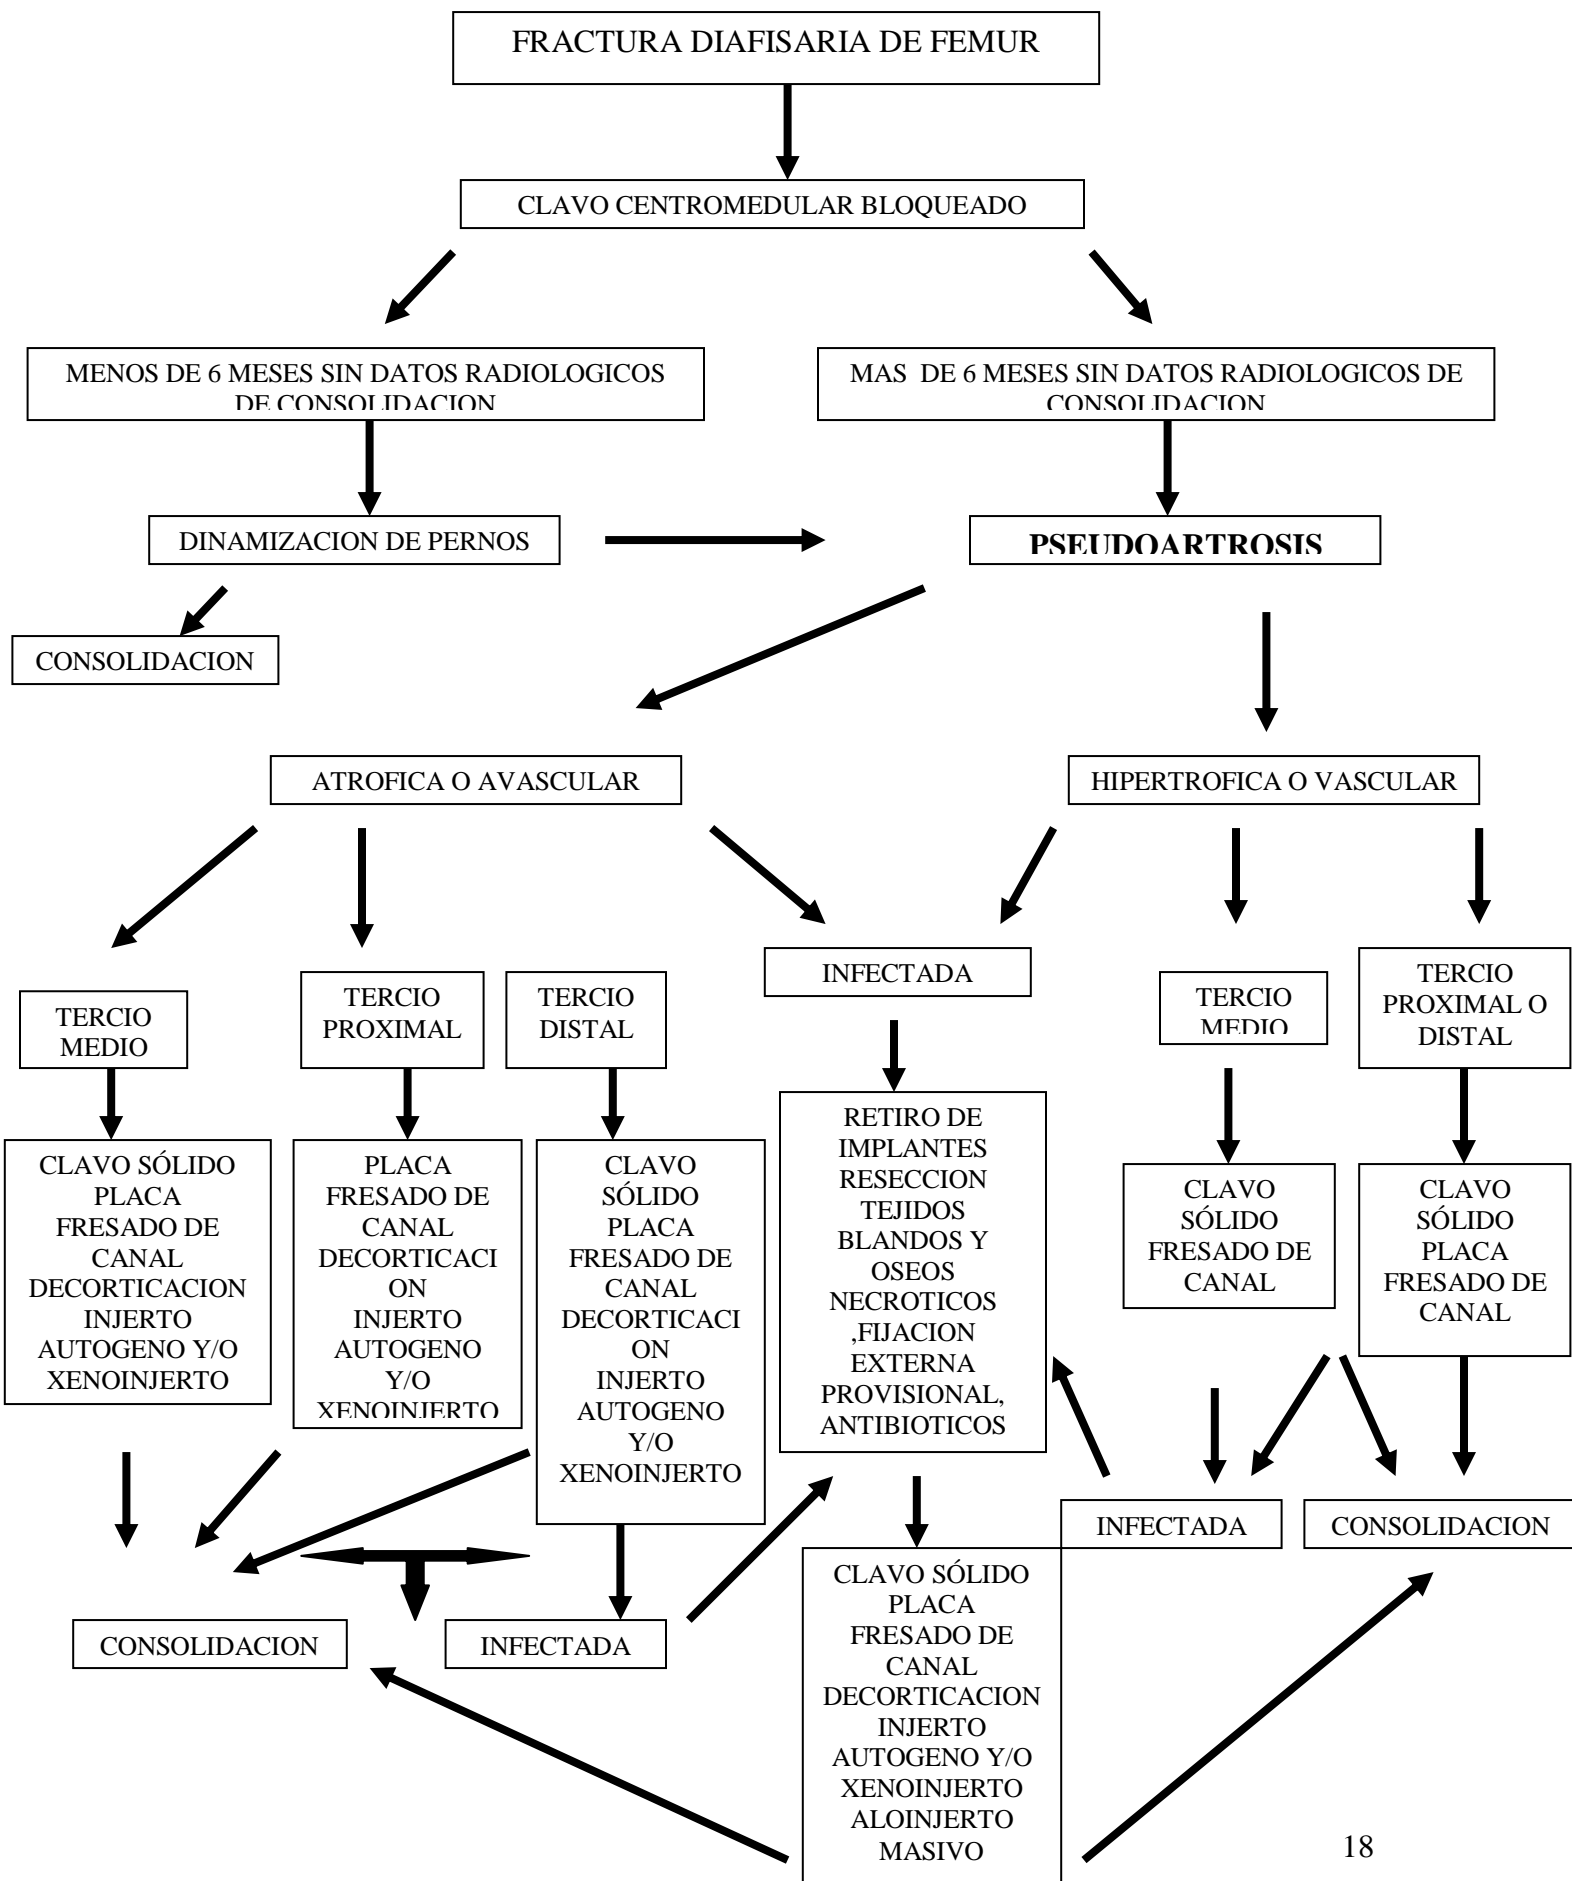 FRACTURA DIAFISARIA DE FEMUR
CLAVO CENTROMEDULAR BLOQUEADO
MENOS DE 6 MESES SIN DATOS RADIOLOGICOS
DE CONSOLIDACION
MAS DE 6 MESES SIN DATOS RADIOLOGICOS DE
CONSOLIDACION
DINAMIZACION DE PERNOS
PSEUDOARTROSIS
CONSOLIDACION
ATROFICA O AVASCULAR
HIPERTROFICA O VASCULAR
TERCIO
MEDIO
TERCIO
PROXIMAL
TERCIO
DISTAL
INFECTADA
TERCIO
MEDIO
TERCIO
PROXIMAL O
DISTAL
CLAVO SÓLIDO
PLACA
FRESADO DE
CANAL
DECORTICACION
INJERTO
AUTOGENO Y/O
XENOINJERTO
PLACA
FRESADO DE
CANAL
DECORTICACI
ON
INJERTO
AUTOGENO
Y/O
XENOINJERTO
CLAVO
SÓLIDO
PLACA
FRESADO DE
CANAL
DECORTICACI
ON
INJERTO
AUTOGENO
Y/O
XENOINJERTO
RETIRO DE
IMPLANTES
RESECCION
TEJIDOS
BLANDOS Y
OSEOS
NECROTICOS
,FIJACION
EXTERNA
PROVISIONAL,
ANTIBIOTICOS
CLAVO
SÓLIDO
FRESADO DE
CANAL
CLAVO
SÓLIDO
PLACA
FRESADO DE
CANAL
INFECTADA
CONSOLIDACION
CONSOLIDACION
INFECTADA
CLAVO SÓLIDO
PLACA
FRESADO DE
CANAL
DECORTICACION
INJERTO
AUTOGENO Y/O
XENOINJERTO
ALOINJERTO
MASIVO
18